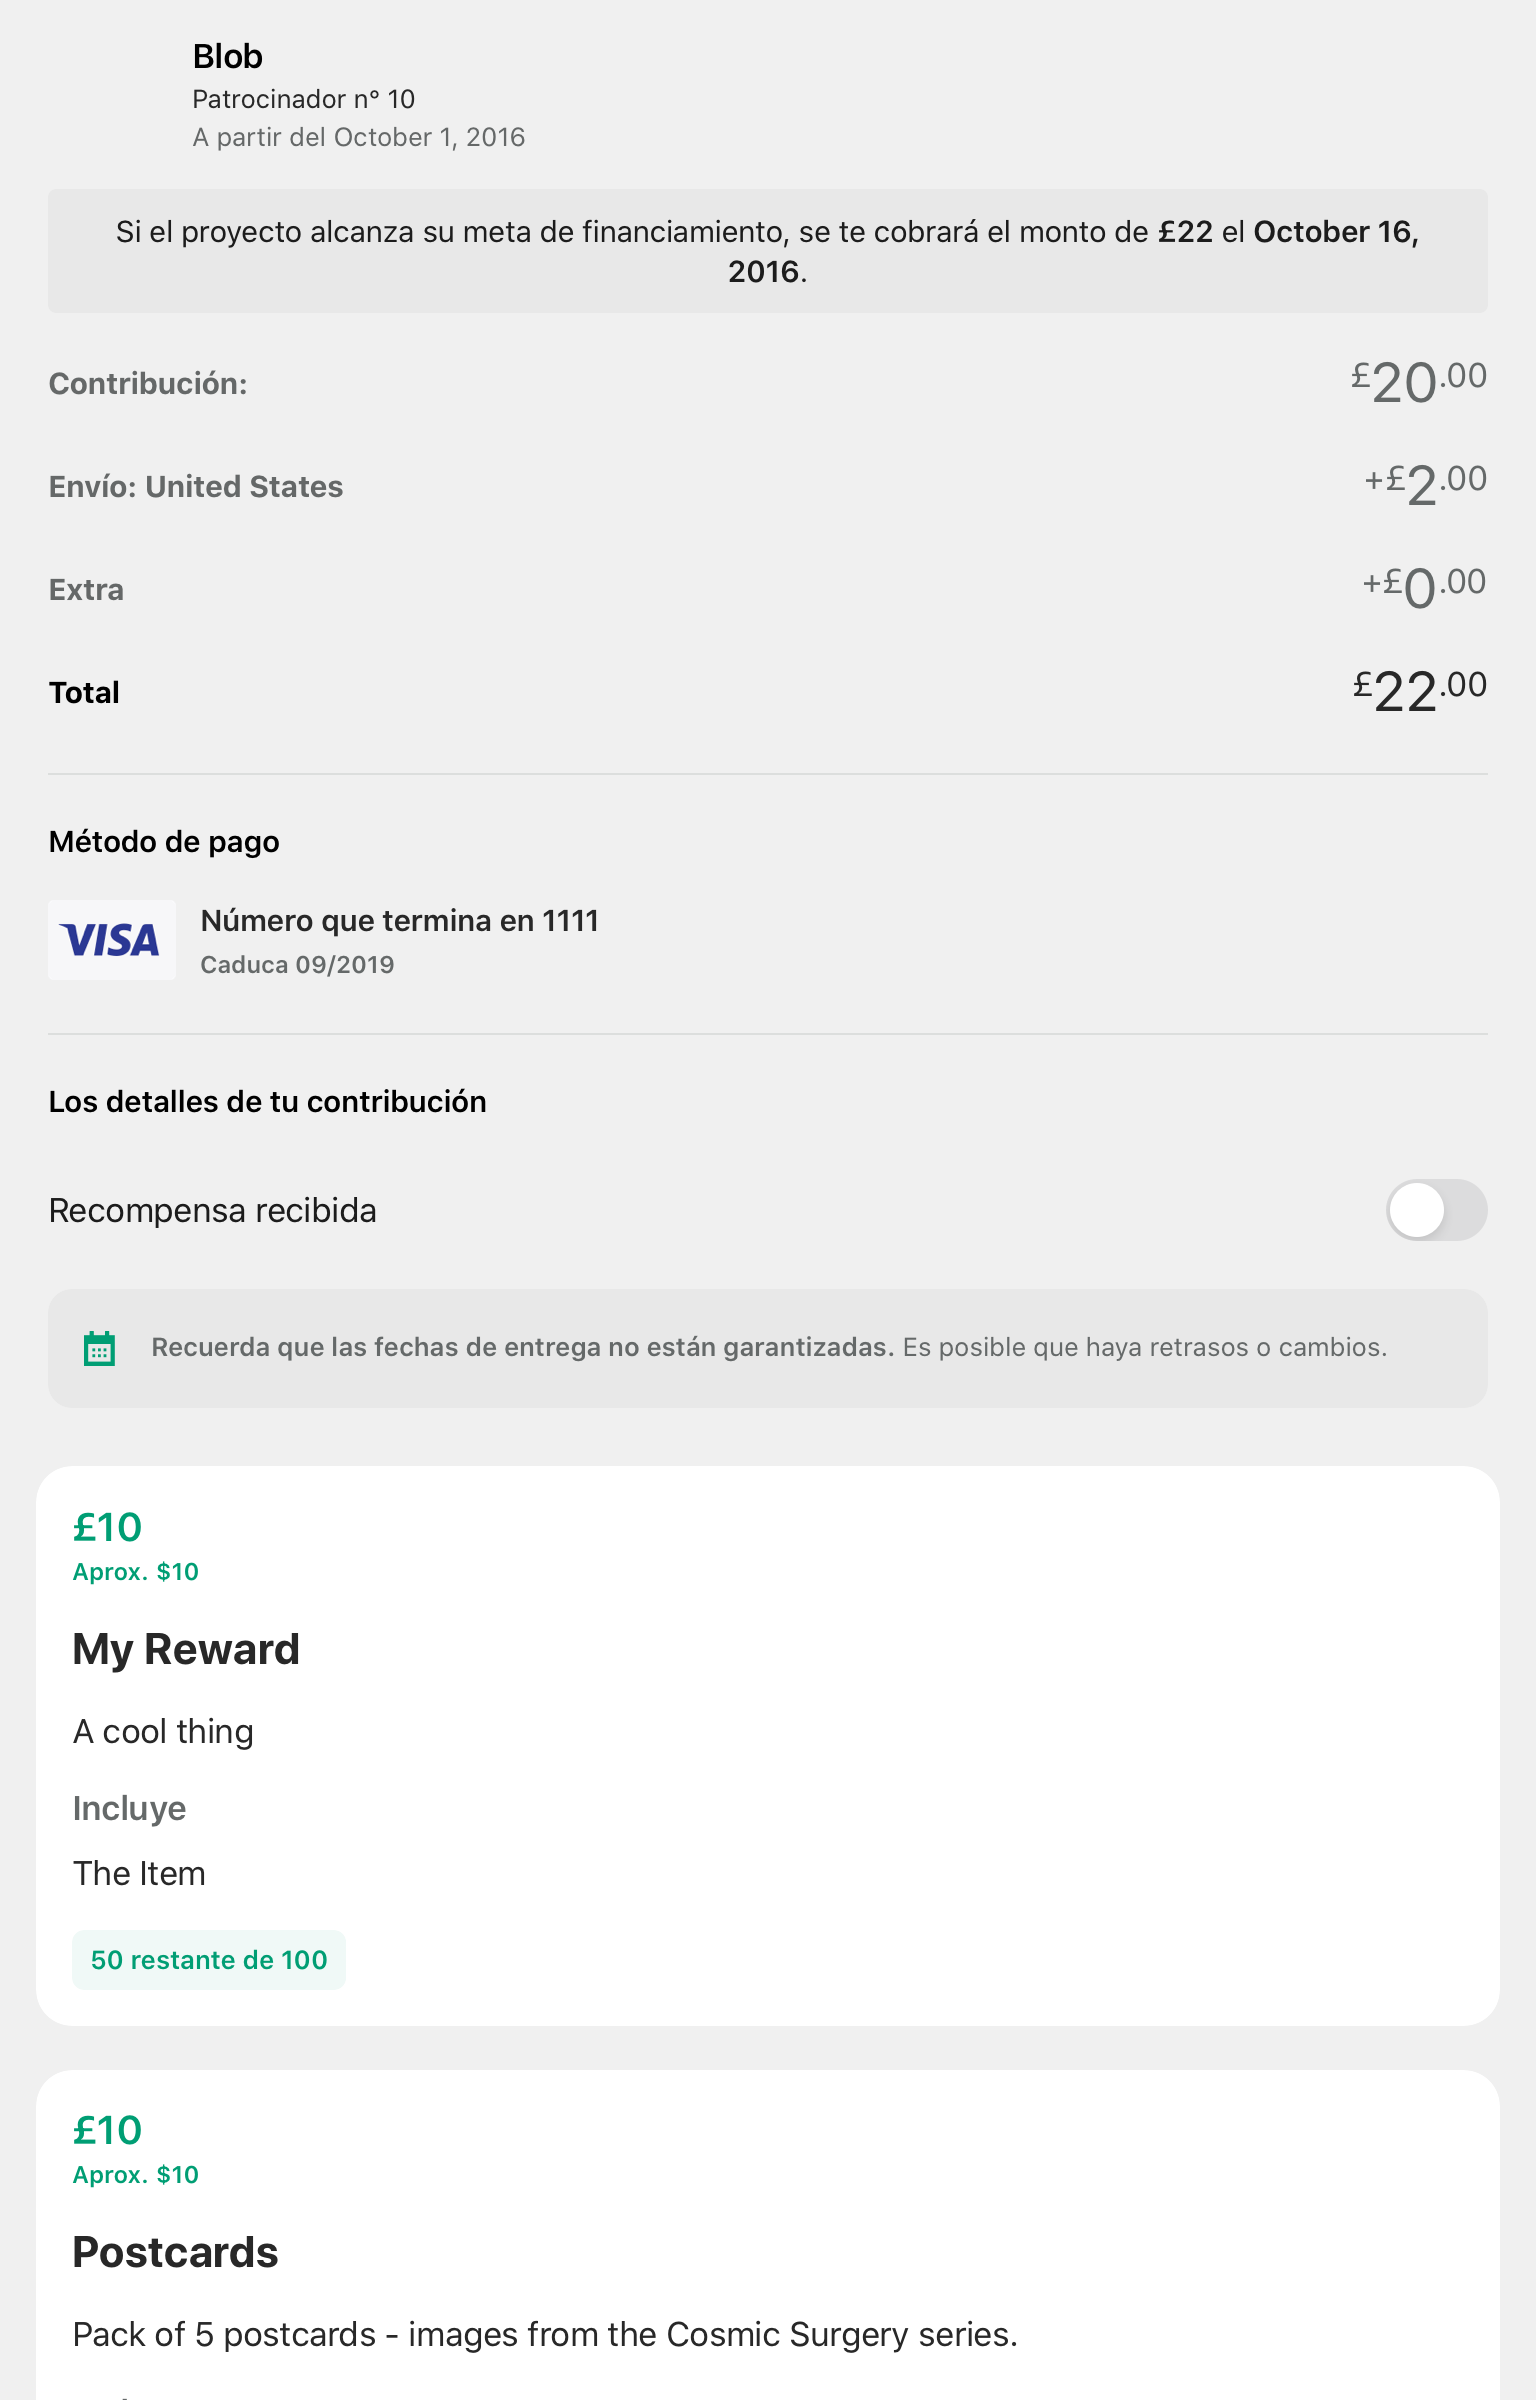 Blob
Patrocinador nº 10
A partir del October 1, 2016
Si el proyecto alcanza su meta de financiamiento, se te cobrará el monto de £22 el October 16,
2016.
Contribución: £20.00
Envío: United States +£2.00
Extra +£0.00
Total £22.00
Método de pago
VISA Número que termina en 1111
Caduca 09/2019
Los detalles de tu contribución
Recompensa recibida
Recuerda que las fechas de entrega no están garantizadas. Es posible que haya retrasos o cambios.
£10
Aprox. $10
My Reward
A cool thing
Incluye
The Item
50 restante de 100
£10
Aprox. $10
Postcards
Pack of 5 postcards - images from the Cosmic Surgery series.